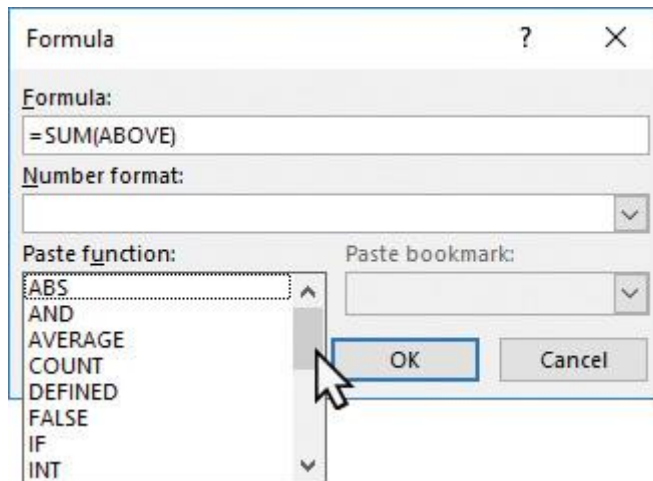 Formula ? X
Formula:
=SUM(ABOVE)
Number format:
Paste function: Paste bookmark:
ABS
AND
AVERAGE
COUNT
OK Cancel
DEFINED
FALSE
IF
INT